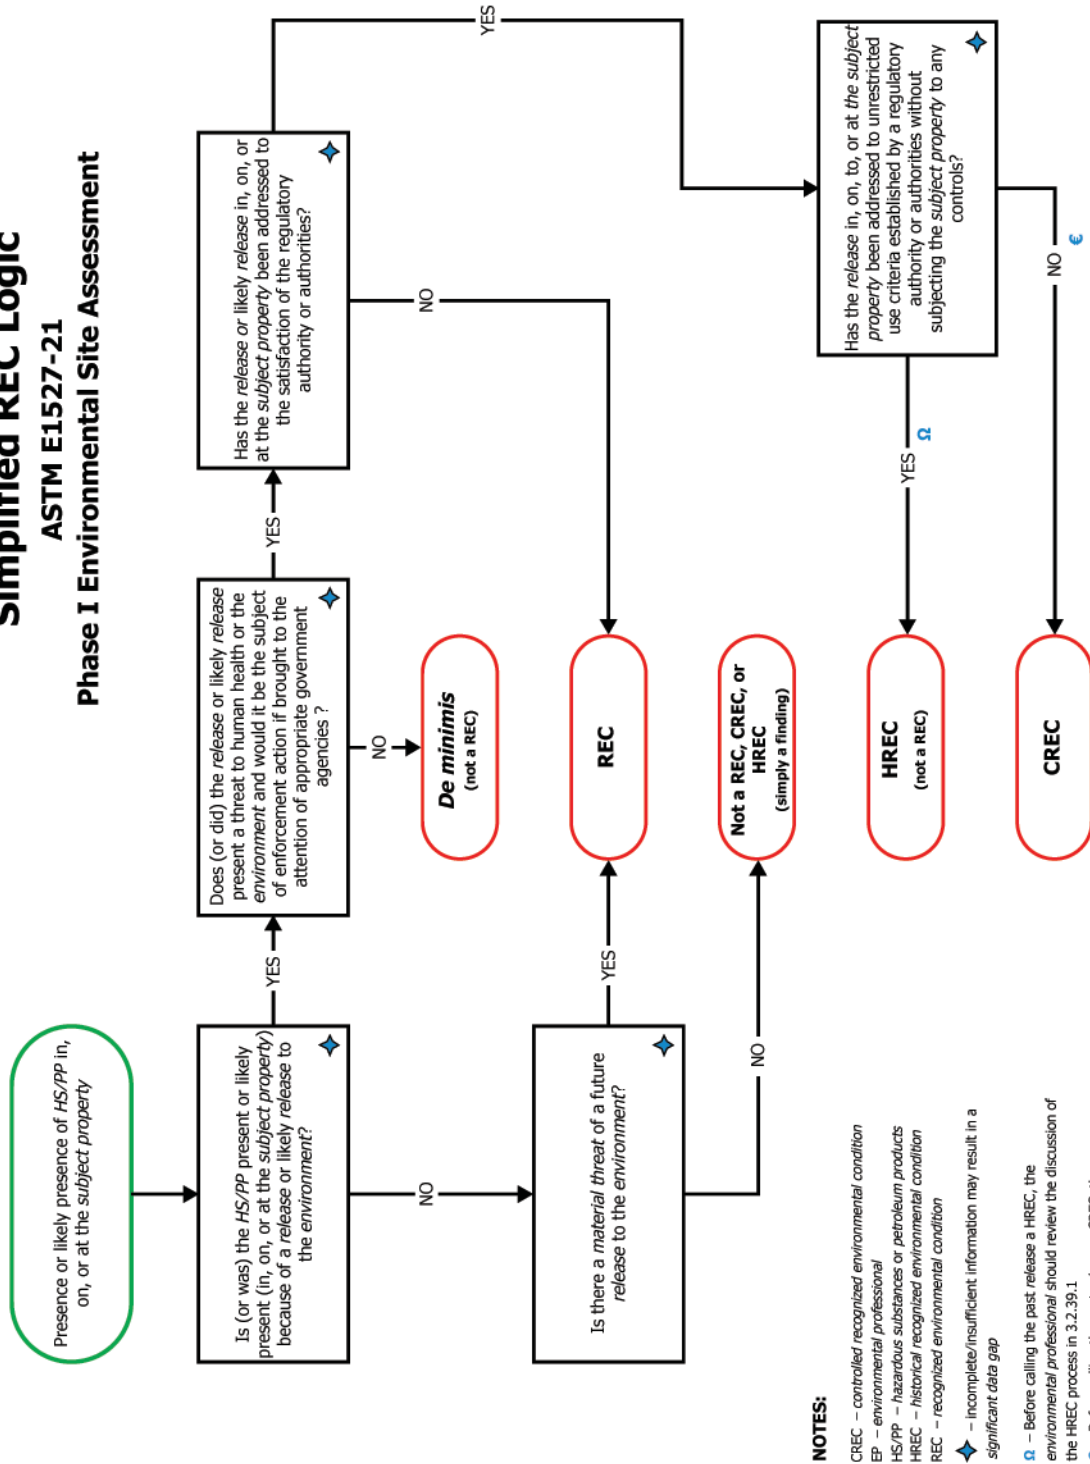 Simplified REC Logic
ASTM E1527-21
Phase I Environmental Site Assessment
Presence or likely presence of HS/PP in,
on, or at the subject property
Is (or was) the HS/PP present or likely
present (in, on, or at the subject property)
because of a release or likely release to
the environment?
YES
Does (or did) the release or likely release
present a threat to human health or the
environment and would it be the subject
of enforcement action if brought to the
attention of appropriate government
agencies ?
YES
Has the release or likely release in, on, or
at the subject property been addressed to
the satisfaction of the regulatory
authority or authorities?
YES
NO
De minimis
(not a REC)
NO
NO
Is there a material threat of a future
release to the environment?
YES
REC
NO
Not a REC, CREC, or
HREC
(simply a finding)
Has the release in, on, to, or at the subject
property been addressed to unrestricted
use criteria established by a regulatory
authority or authorities without
subjecting the subject property to any
controls?
YES
Ω
HREC
(not a REC)
NO
€
CREC
NOTES:
CREC – controlled recognized environmental condition
EP – environmental professional
HS/PP – hazardous substances or petroleum products
HREC – historical recognized environmental condition
REC – recognized environmental condition
– incomplete/insufficient information may result in a
significant data gap
Ω – Before calling the past release a HREC, the
environmental professional should review the discussion of
the HREC process in 3.2.39.1